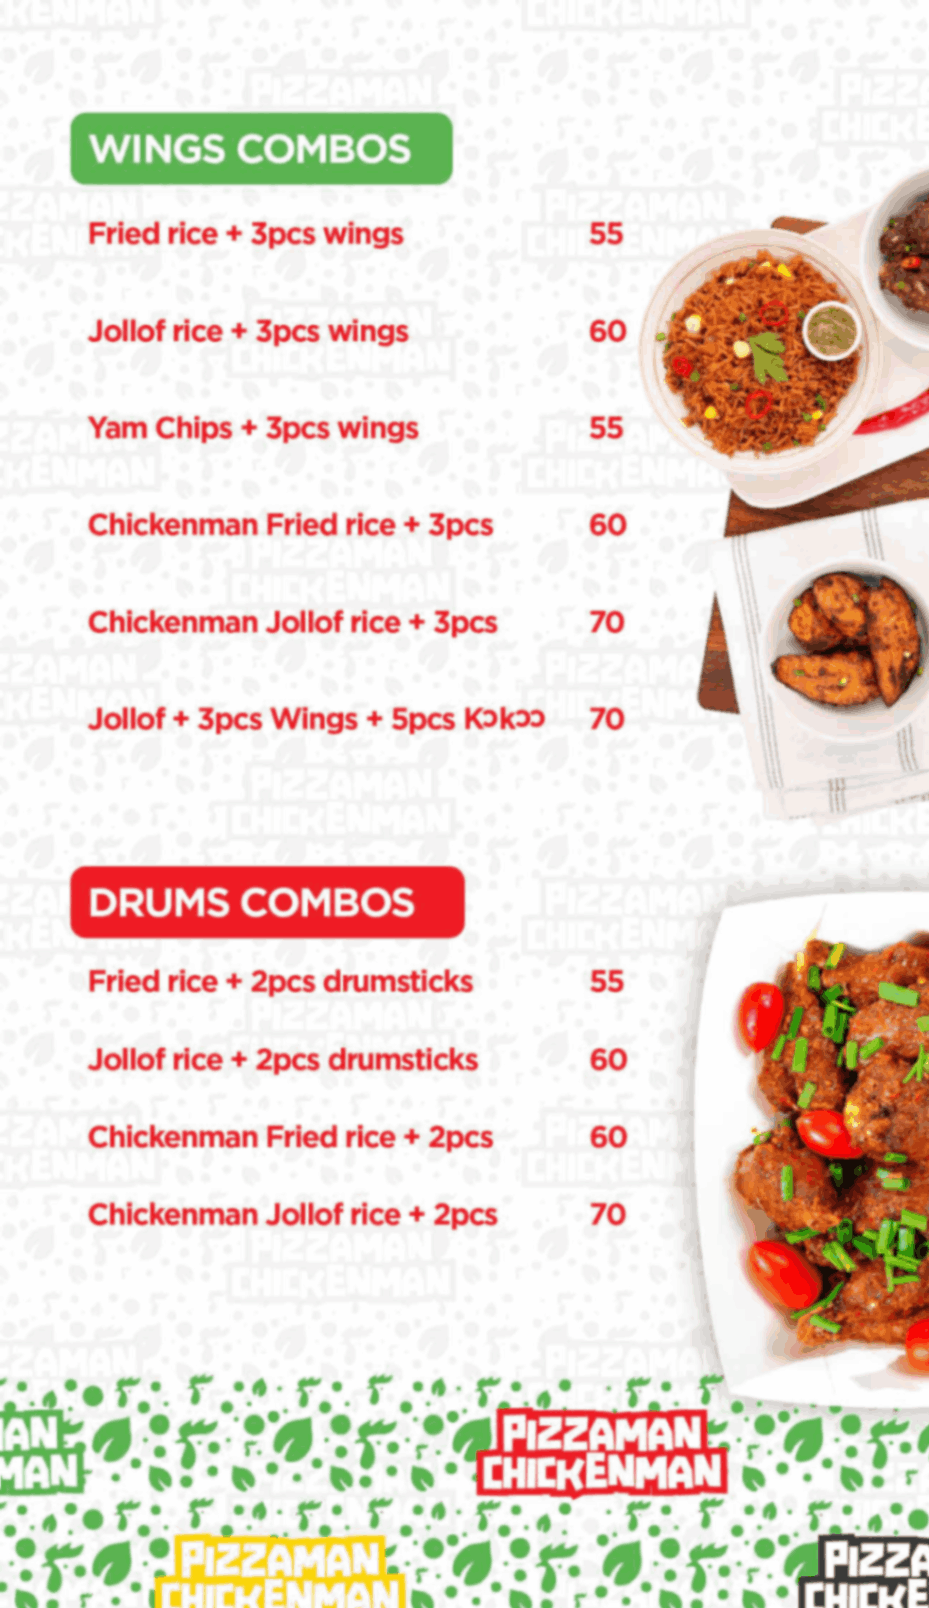 WINGS COMBOS
Fried rice + 3pcs wings 55
Jollof rice + 3pcs wings 60
Yam Chips + 3pcs wings 55
Chickenman Fried rice + 3pcs 60
Chickenman Jollof rice + 3pcs 70
Jollof + 3pcs Wings + 5pcs Kɔkɔɔ 70
DRUMS COMBOS
Fried rice + 2pcs drumsticks 55
Jollof rice + 2pcs drumsticks 60
Chickenman Fried rice + 2pcs 60
Chickenman Jollof rice + 2pcs 70
PIZZAMAN
CHICKENMAN
PIZZAMAN
CHICKENMAN